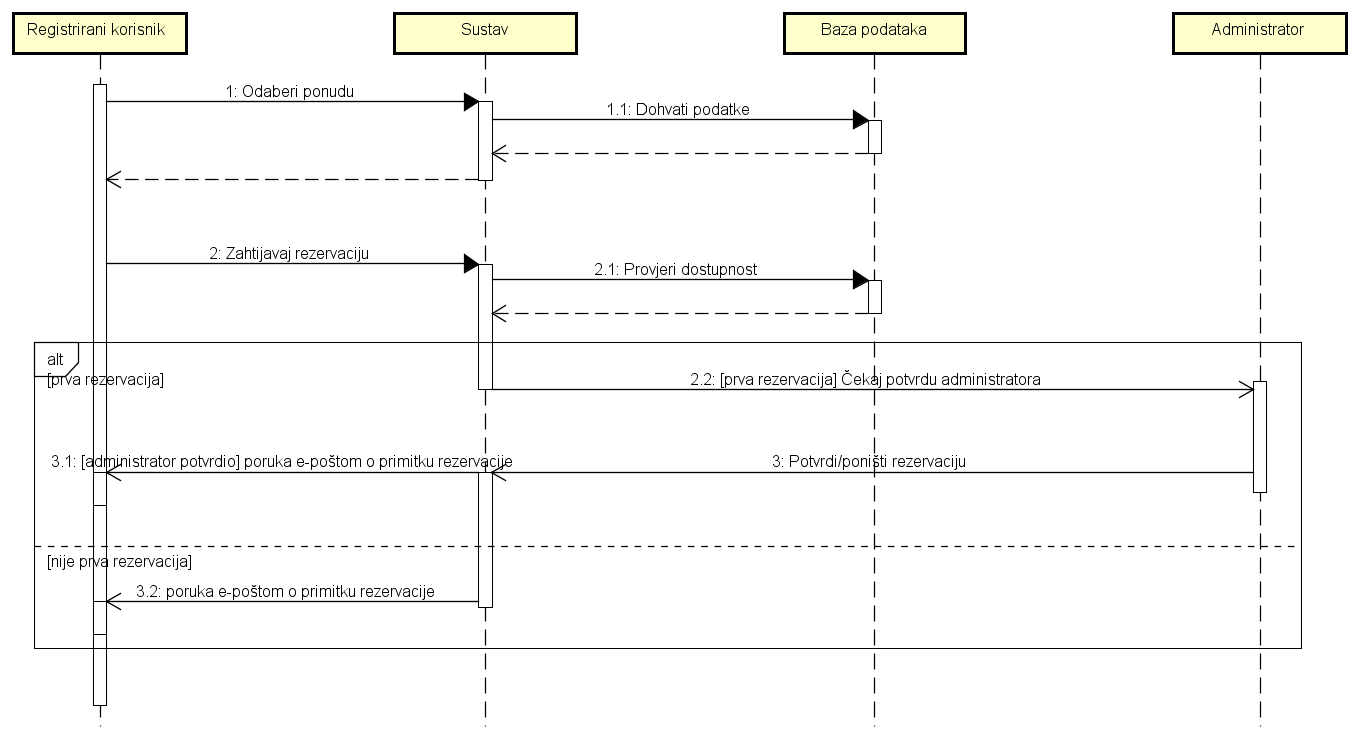 Registrirani korisnik
Sustav
Baza podataka
Administrator
1: Odaberi ponudu
1.1: Dohvati podatke
2: Zahtijavaj rezervaciju
2.1: Provjeri dostupnost
alt
[prva rezervacija]
2.2: [prva rezervacija] Čekaj potvrdu administratora
3.1: [administrator potvrdio] poruka e-poštom o primitku rezervacije
3: Potvrdi/poništi rezervaciju
[nije prva rezervacija]
3.2: poruka e-poštom o primitku rezervacije